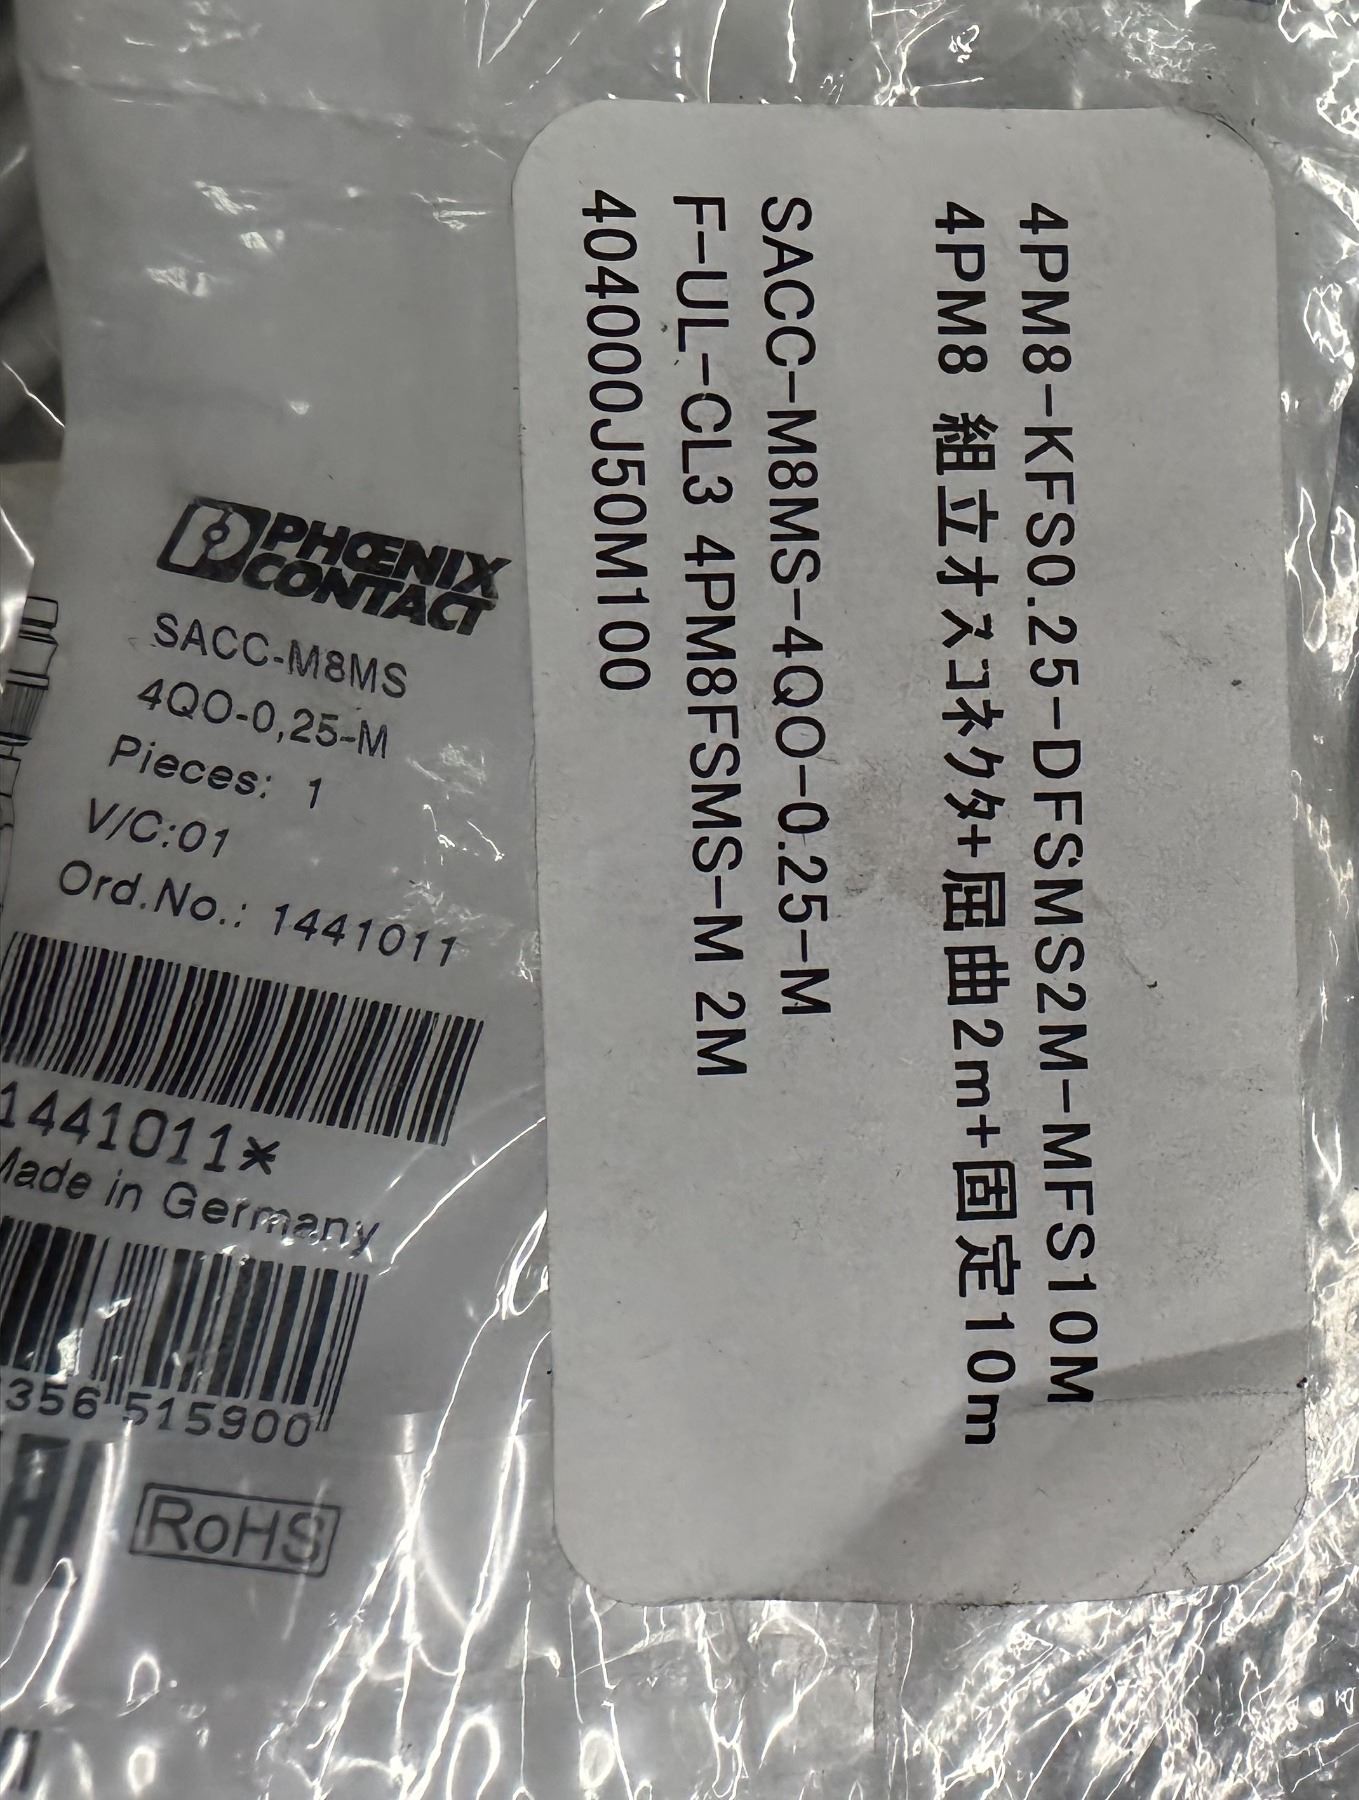 4PM8-KFS0.25-DFSMS2M-MFS10M
4PM8 組立オスコネクタ+屈曲2m+固定10m
SACC-M8MS-4QO-0.25-M
F-UL-CL3 4PM8FSMS-M 2M
404000J50M100
PHOENIX
CONTACT
SACC-M8MS
4QO-0,25-M
Pieces: 1
V/C:01
Ord.No.: 1441011
1441011*
Made in Germany
356 515900
RoHS